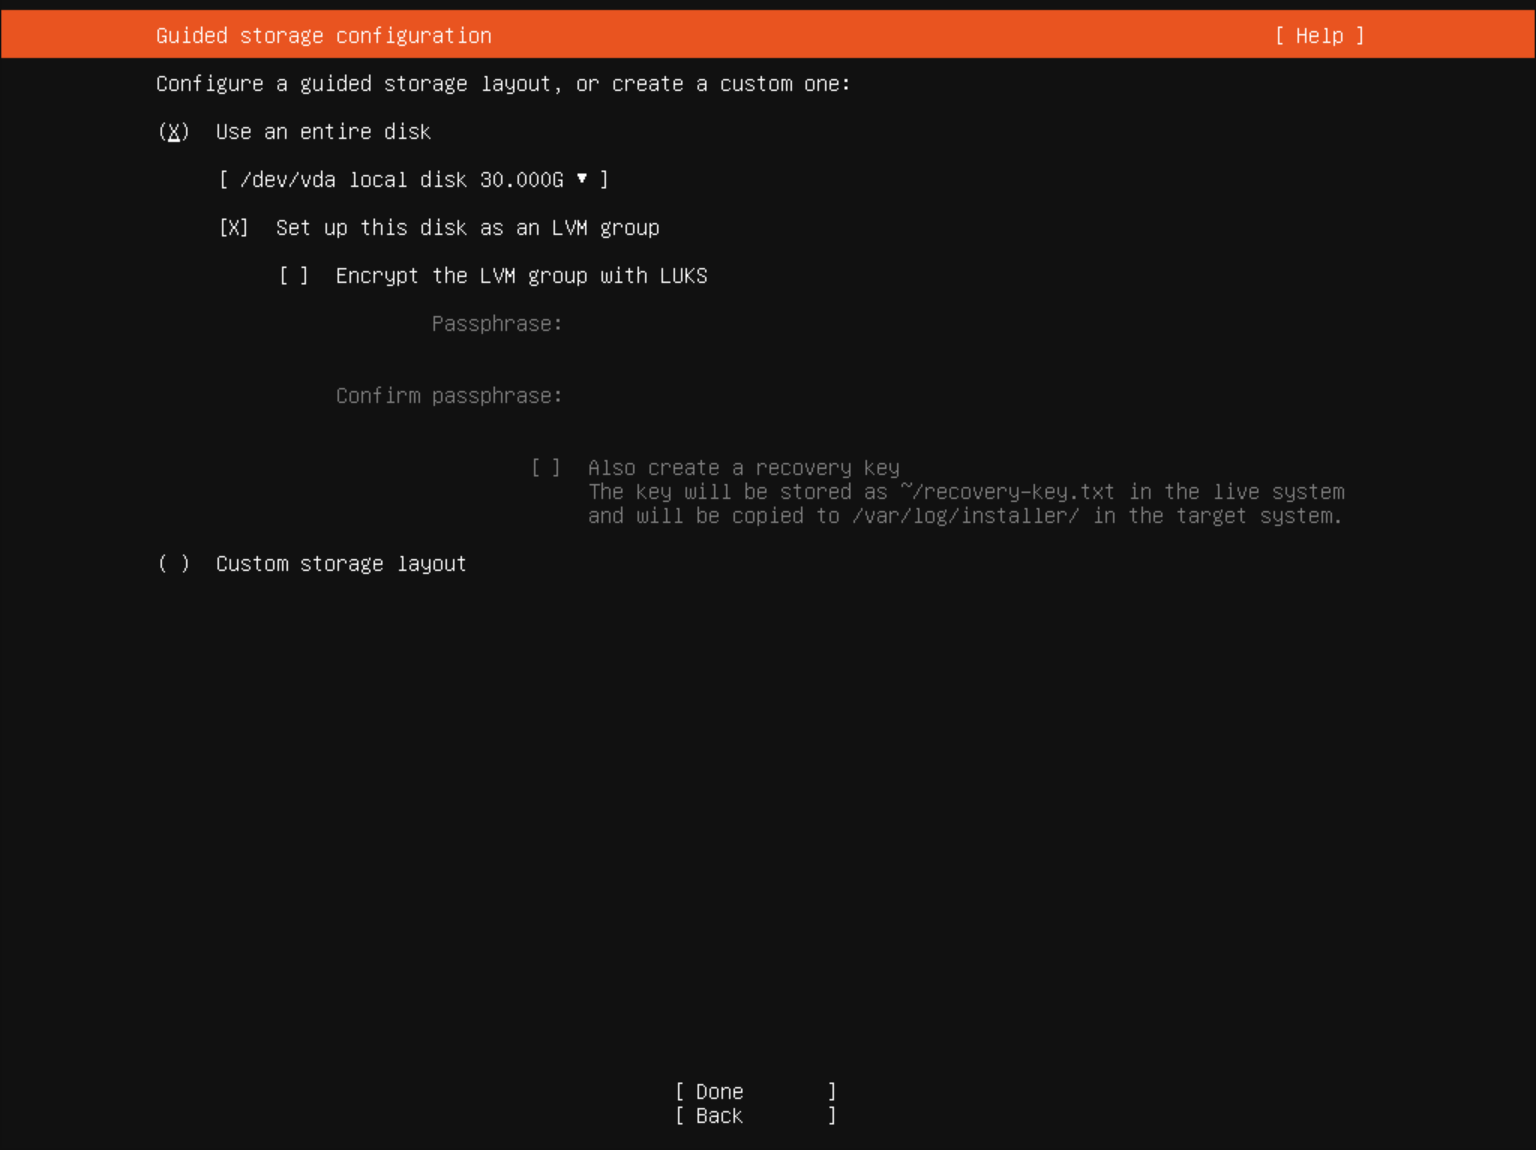 Guided storage configuration [ Help ]
Configure a guided storage layout, or create a custom one:
(X) Use an entire disk
[ /dev/vda local disk 30.000G ▾ ]
[X] Set up this disk as an LVM group
[ ] Encrypt the LVM group with LUKS
Passphrase:
Confirm passphrase:
[ ] Also create a recovery key
The key will be stored as ~/recovery-key.txt in the live system
and will be copied to /var/log/installer/ in the target system.
( ) Custom storage layout
[ Done ]
[ Back ]